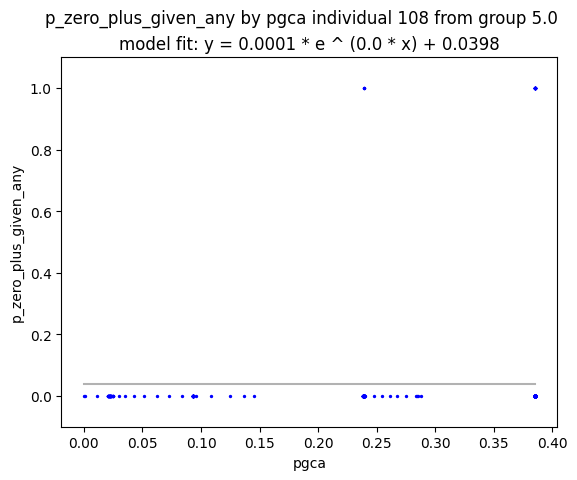 p_zero_plus_given_any by pgca individual 108 from group 5.0
model fit: y = 0.0001 * e ^ (0.0 * x) + 0.0398
1.0
0.8
0.6
0.4
0.2
0.0
p_zero_plus_given_any
0.00 0.05 0.10 0.15 0.20 0.25 0.30 0.35 0.40
pgca